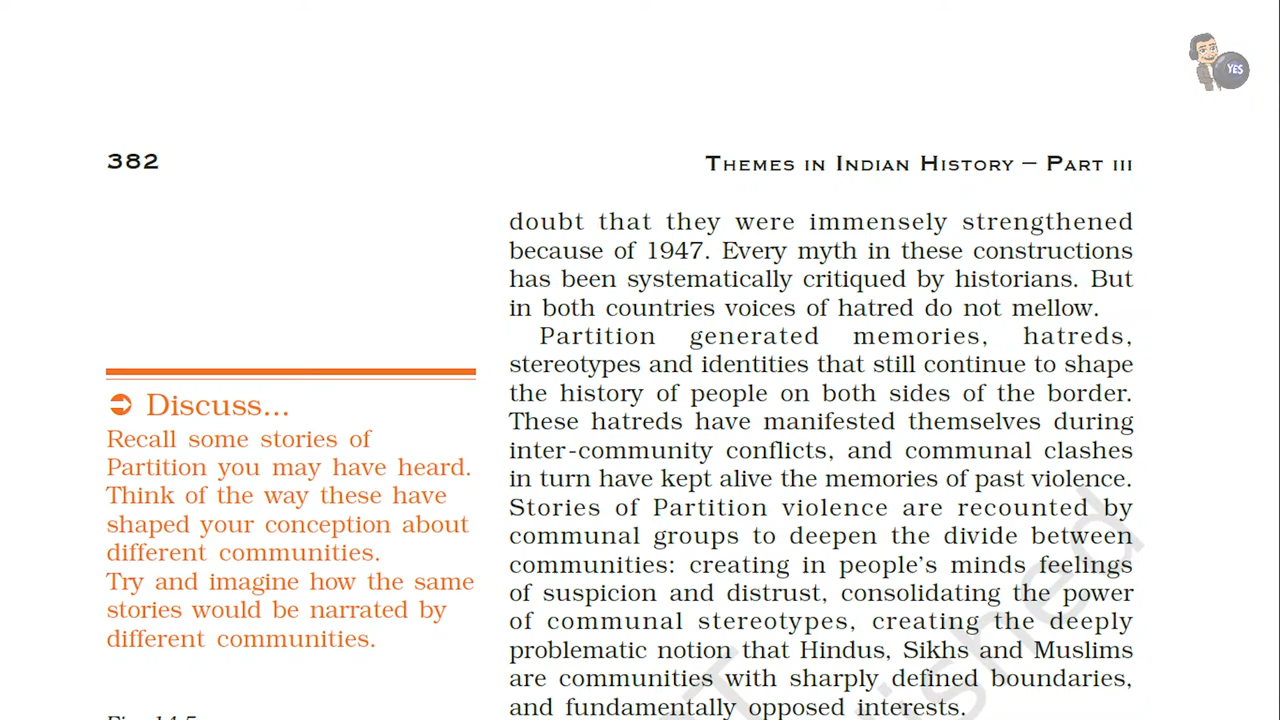 YES
382
THEMES IN INDIAN HISTORY – PART III
doubt that they were immensely strengthened
because of 1947. Every myth in these constructions
has been systematically critiqued by historians. But
in both countries voices of hatred do not mellow.
Partition generated memories, hatreds,
stereotypes and identities that still continue to shape
the history of people on both sides of the border.
These hatreds have manifested themselves during
inter-community conflicts, and communal clashes
in turn have kept alive the memories of past violence.
Stories of Partition violence are recounted by
communal groups to deepen the divide between
communities: creating in people's minds feelings
of suspicion and distrust, consolidating the power
of communal stereotypes, creating the deeply
problematic notion that Hindus, Sikhs and Muslims
are communities with sharply defined boundaries,
and fundamentally opposed interests.
Discuss...
Recall some stories of
Partition you may have heard.
Think of the way these have
shaped your conception about
different communities.
Try and imagine how the same
stories would be narrated by
different communities.